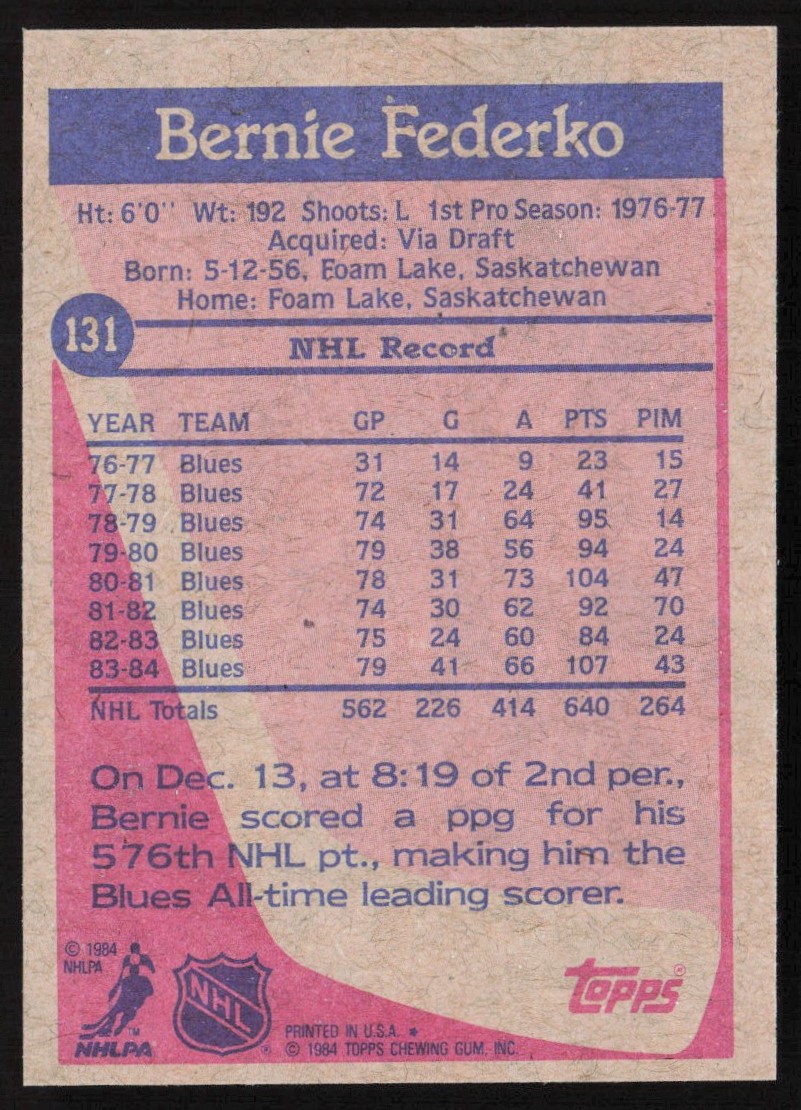 Bernie Federko
Ht: 6'0" Wt: 192 Shoots: L 1st Pro Season: 1976-77
Acquired: Via Draft
Born: 5-12-56, Foam Lake, Saskatchewan
Home: Foam Lake, Saskatchewan
131
NHL Record
YEAR TEAM GP G A PTS PIM
76-77 Blues 31 14 9 23 15
77-78 Blues 72 17 24 41 27
78-79 Blues 74 31 64 95 14
79-80 Blues 79 38 56 94 24
80-81 Blues 78 31 73 104 47
81-82 Blues 74 30 62 92 70
82-83 Blues 75 24 60 84 24
83-84 Blues 79 41 66 107 43
NHL Totals 562 226 414 640 264
On Dec. 13, at 8:19 of 2nd per.,
Bernie scored a ppg for his
576th NHL pt., making him the
Blues All-time leading scorer.
© 1984
NHLPA
TM
NHLPA
NHL
®
PRINTED IN U.S.A. *
© 1984 TOPPS CHEWING GUM, INC.
topps®